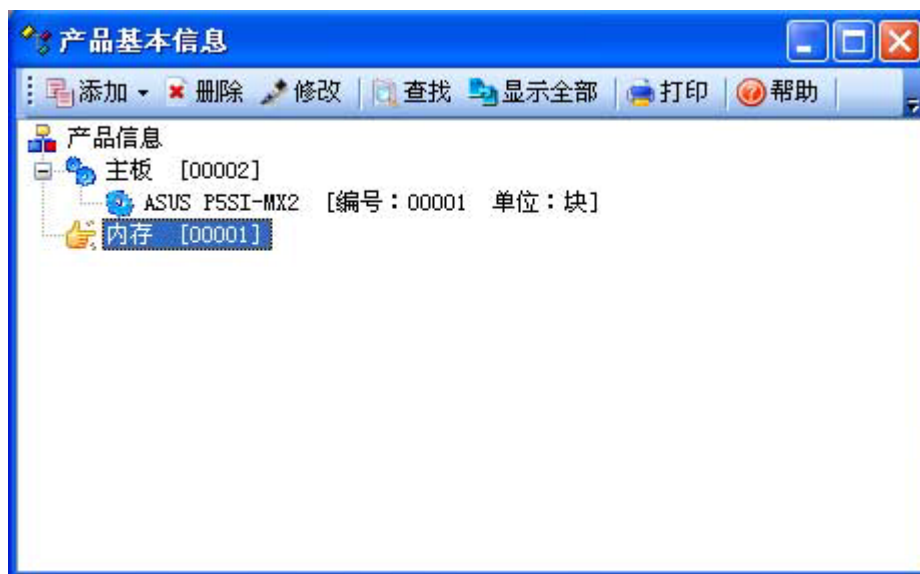 产品基本信息
添加 删除 修改 查找 显示全部 打印 帮助
产品信息
主板 [00002]
ASUS P5SI-MX2 [编号：00001 单位：块]
内存 [00001]